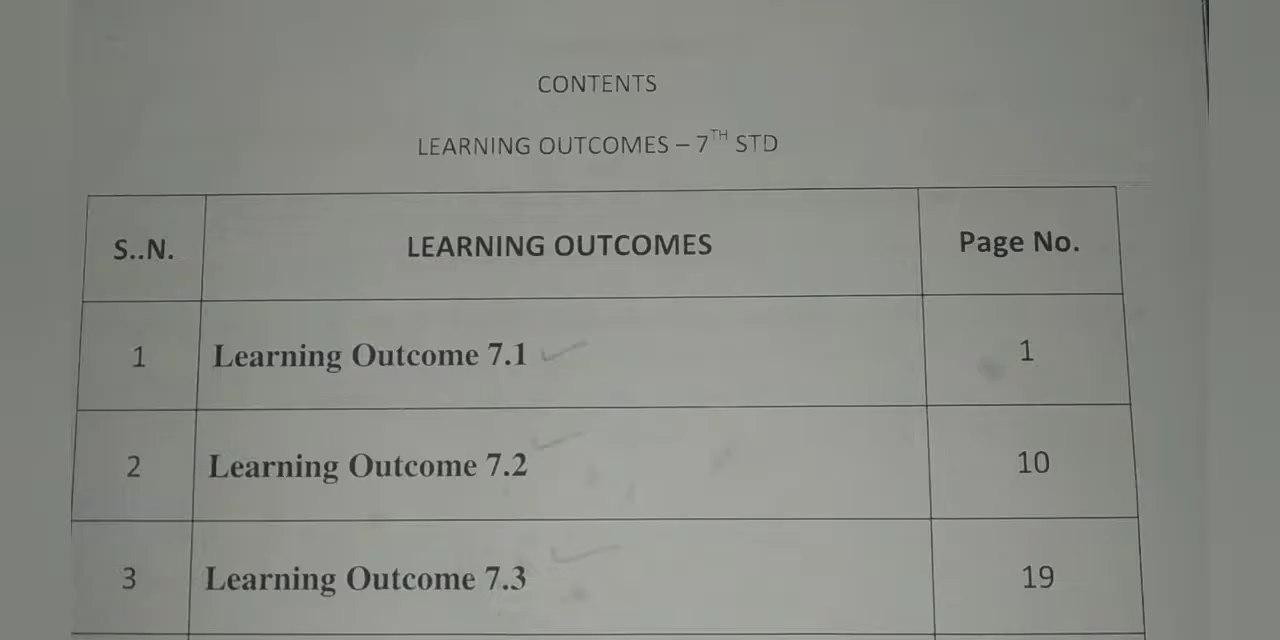 CONTENTS
LEARNING OUTCOMES – 7TH STD
S..N. LEARNING OUTCOMES Page No.
1 Learning Outcome 7.1 1
2 Learning Outcome 7.2 10
3 Learning Outcome 7.3 19